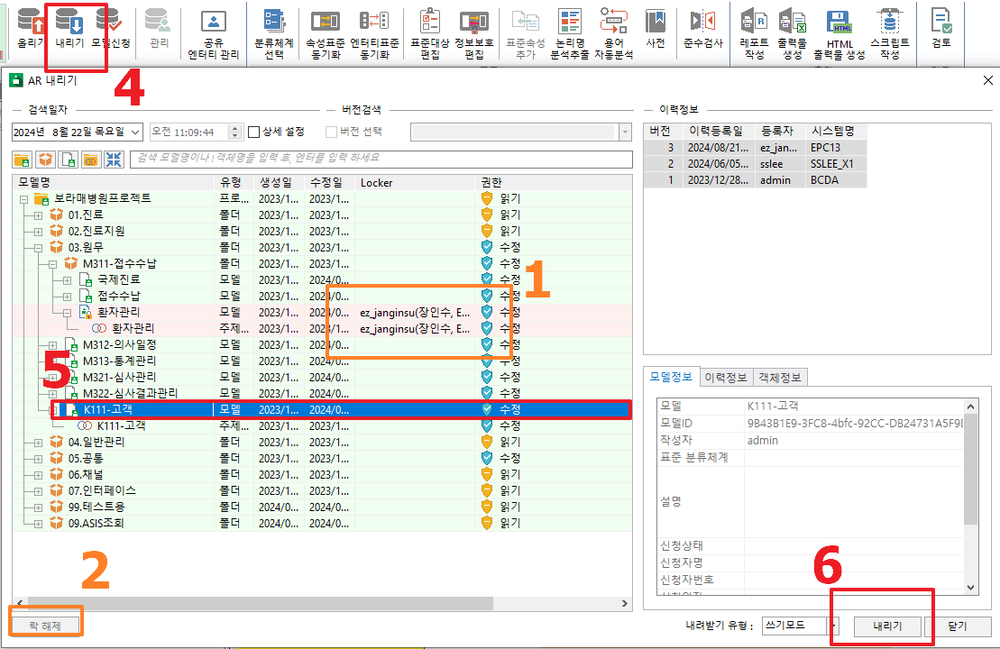 올리기 내리기 모델신청 관리 공유 엔터티 관리 분류체계 선택 속성표준 동기화 엔터티표준 동기화 표준대상 편집 정보보호 편집 표준속성 추가 논리명 분석추출 용어 자동분석 사전 준수검사 레포트 작성 출력물 생성 HTML 출력물 생성 스크립트 작성 검토
4
AR 내리기
검색일자 버전검색
2024년 8월 22일 목요일 오전 11:09:44 상세 설정 버전 선택
검색 모델명이나 ! 객체명을 입력 후, 엔터를 입력 하세요
모델명 유형 생성일 수정일 Locker 권한
보라매병원프로젝트 프로... 2023/1... 2023/1... 읽기
01.진료 폴더 2023/1... 2023/1... 읽기
02.진료지원 폴더 2023/1... 2023/1... 읽기
03.원무 폴더 2023/1... 2023/1... 수정
M311-접수수납 폴더 2023/1... 2023/1... 수정
국제진료 모델 2023/1... 2024/0... 수정
접수수납 모델 2023/1... 2024/0... 수정
1
환자관리 모델 2023/1... 2024/0... ez_janginsu(장인수, E... 수정
환자관리 주제... 2023/1... 2023/1... ez_janginsu(장인수, E... 수정
M312-의사일정 모델 2023/1... 2024/0... 수정
M313-통계관리 모델 2023/1... 2024/0... 수정
5
M321-심사관리 모델 2023/1... 2024/0... 수정
M322-심사결과관리 모델 2023/1... 2024/0... 수정
K111-고객 모델 2023/1... 2024/0... 수정
K111-고객 주제... 2023/1... 2023/1... 수정
04.일반관리 폴더 2023/1... 2023/1... 읽기
05.공통 폴더 2023/1... 2023/1... 수정
06.채널 폴더 2023/1... 2023/1... 읽기
07.인터페이스 폴더 2023/1... 2023/1... 읽기
99.테스트용 폴더 2024/0... 2024/0... 읽기
09.ASIS조회 폴더 2024/0... 2024/0... 읽기
2
락 해제
이력정보
버전 이력등록일 등록자 시스템명
3 2024/08/21... ez_jan... EPC13
2 2024/06/05... sslee SSLEE_X1
1 2023/12/28... admin BCDA
모델정보 이력정보 객체정보
모델 K111-고객
모델ID 9B43B1E9-3FC8-4bfc-92CC-DB24731A5F9
작성자 admin
표준 분류체계
설명
신청상태
신청자명
신청자번호
6
내려받기 유형 : 쓰기모드 내리기 닫기